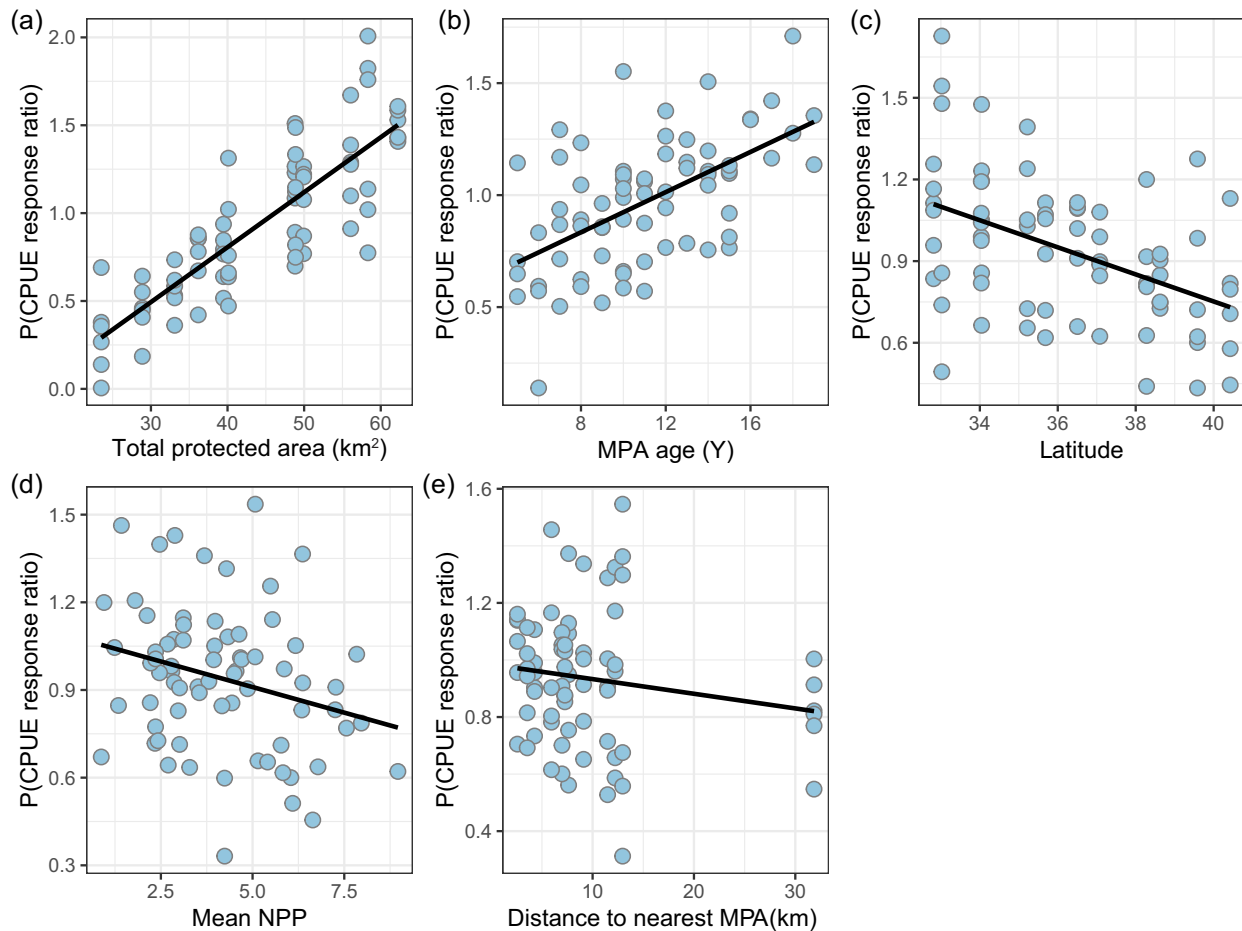 (a)
P(CPUE response ratio)
2.0
1.5
1.0
0.5
0.0
30 40 50 60
Total protected area (km²)
(b)
P(CPUE response ratio)
1.5
1.0
0.5
8 12 16
MPA age (Y)
(c)
P(CPUE response ratio)
1.5
1.2
0.9
0.6
34 36 38 40
Latitude
(d)
P(CPUE response ratio)
1.5
1.2
0.9
0.6
0.3
2.5 5.0 7.5
Mean NPP
(e)
P(CPUE response ratio)
1.6
1.2
0.8
0.4
10 20 30
Distance to nearest MPA(km)